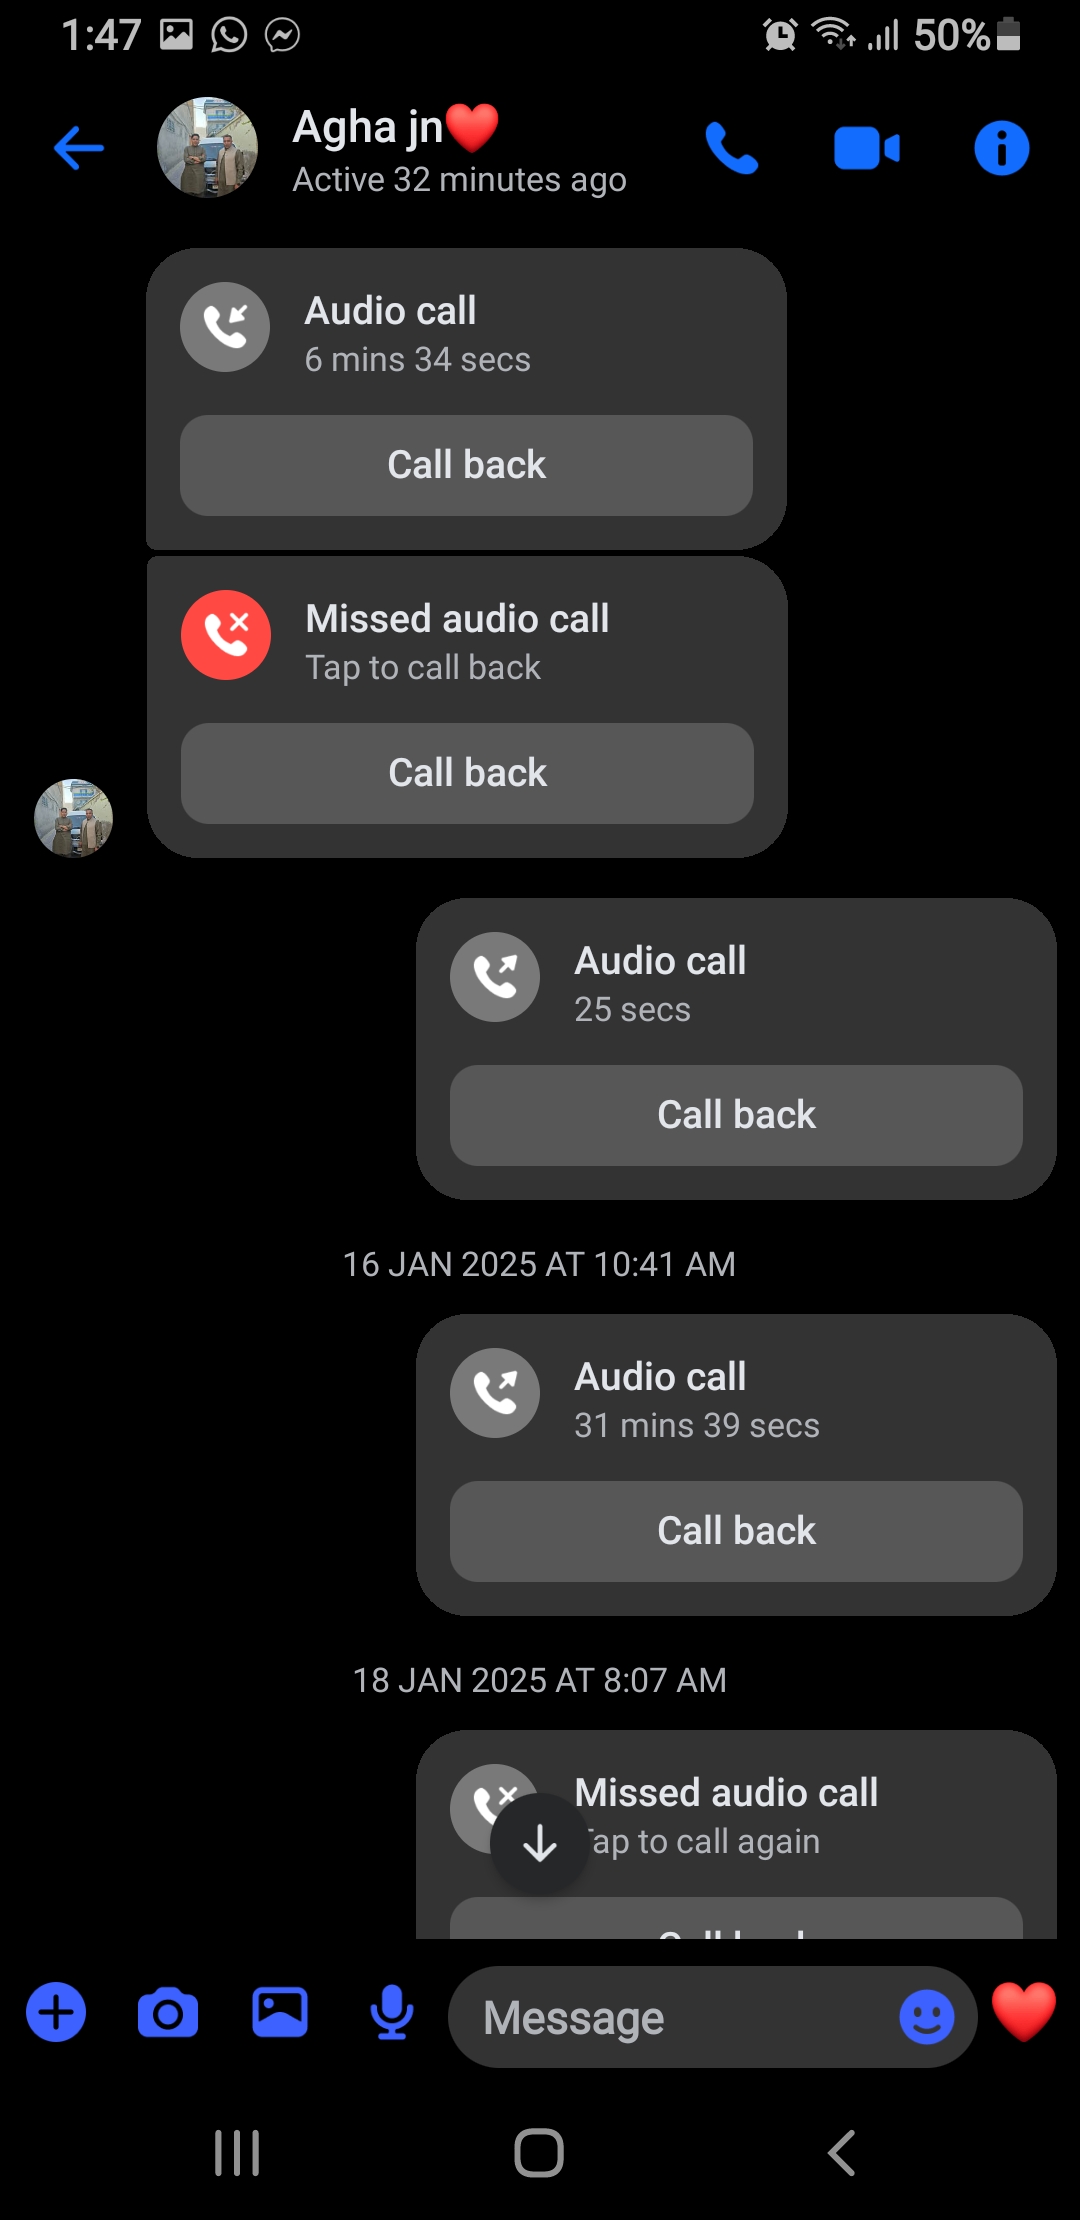 1:47 50%
Agha jn❤️
Active 32 minutes ago
Audio call
6 mins 34 secs
Call back
Missed audio call
Tap to call back
Call back
Audio call
25 secs
Call back
16 JAN 2025 AT 10:41 AM
Audio call
31 mins 39 secs
Call back
18 JAN 2025 AT 8:07 AM
Missed audio call
Tap to call again
Call back
Message